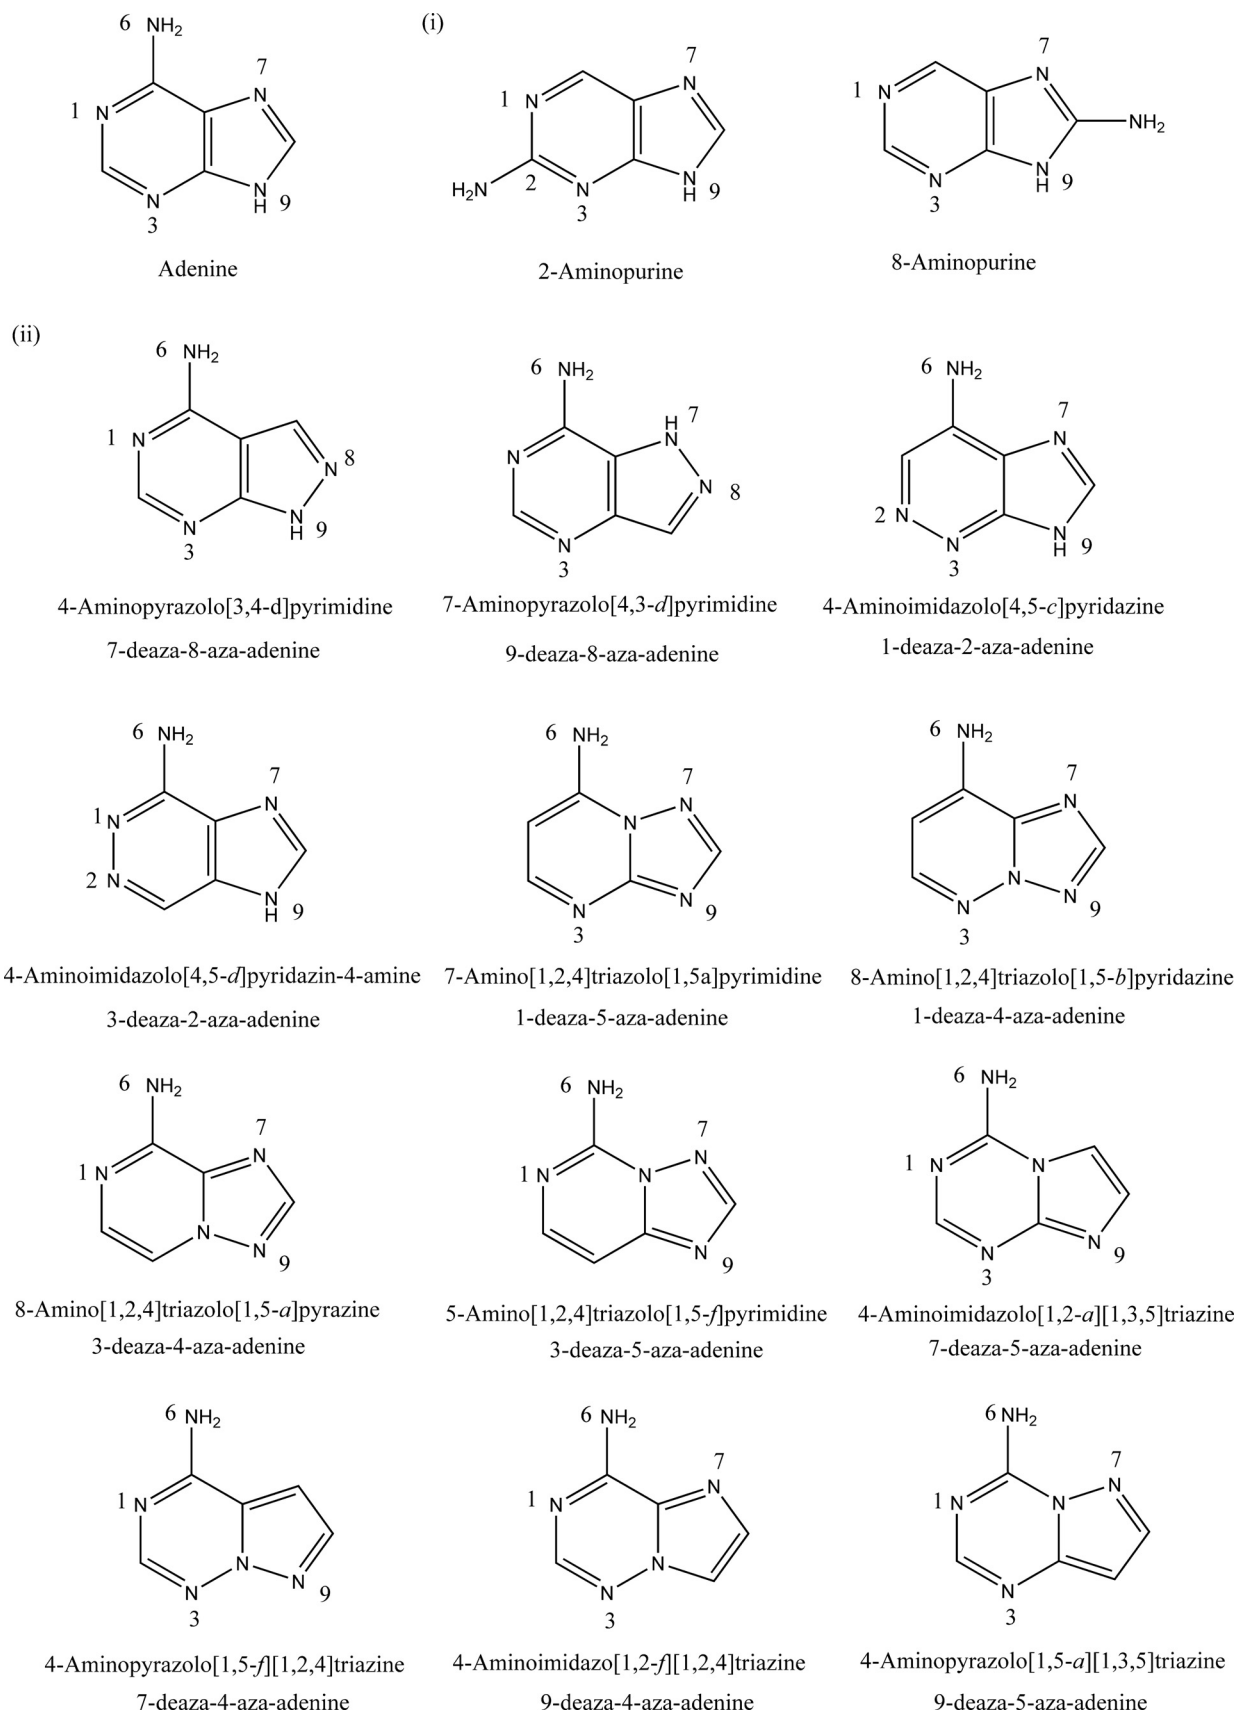 (i)
6 NH2
7
1 N
N
N
3
N
H 9
Adenine
7
1 N
N
H2N
2
N
3
N
H 9
2-Aminopurine
7
1 N
N
NH2
N
3
N
H 9
8-Aminopurine
(ii)
6 NH2
1 N
N 8
N
3
N
H 9
4-Aminopyrazolo[3,4-d]pyrimidine
7-deaza-8-aza-adenine
6 NH2
H 7
N
N
N 8
N
3
7-Aminopyrazolo[4,3-d]pyrimidine
9-deaza-8-aza-adenine
6 NH2
7
N
2 N
N
3
N
H 9
4-Aminoimidazolo[4,5-c]pyridazine
1-deaza-2-aza-adenine
6 NH2
7
N
1 N
2 N
N
H 9
4-Aminoimidazolo[4,5-d]pyridazin-4-amine
3-deaza-2-aza-adenine
6 NH2
7
N
N
N
3
N 9
7-Amino[1,2,4]triazolo[1,5a]pyrimidine
1-deaza-5-aza-adenine
6 NH2
7
N
N
N
3
N 9
8-Amino[1,2,4]triazolo[1,5-b]pyridazine
1-deaza-4-aza-adenine
6 NH2
7
1 N
N
N
N 9
8-Amino[1,2,4]triazolo[1,5-a]pyrazine
3-deaza-4-aza-adenine
6 NH2
7
1 N
N
N
N 9
5-Amino[1,2,4]triazolo[1,5-f]pyrimidine
3-deaza-5-aza-adenine
6 NH2
1 N
N
N
3
N 9
4-Aminoimidazolo[1,2-a][1,3,5]triazine
7-deaza-5-aza-adenine
6 NH2
1 N
N
N
3
N 9
4-Aminopyrazolo[1,5-f][1,2,4]triazine
7-deaza-4-aza-adenine
6 NH2
7
1 N
N
N
N
3
4-Aminoimidazo[1,2-f][1,2,4]triazine
9-deaza-4-aza-adenine
6 NH2
7
1 N
N
N
N
3
4-Aminopyrazolo[1,5-a][1,3,5]triazine
9-deaza-5-aza-adenine